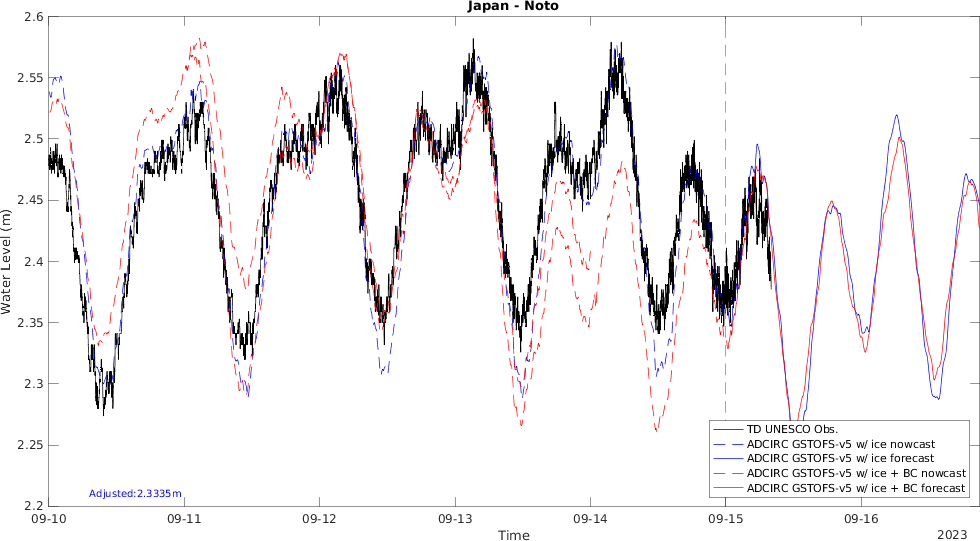 Japan - Noto
2.6
2.55
2.5
2.45
2.4
2.35
2.3
2.25
2.2
Water Level (m)
Adjusted:2.3335m
TD UNESCO Obs.
ADCIRC GSTOFS-v5 w/ ice nowcast
ADCIRC GSTOFS-v5 w/ ice forecast
ADCIRC GSTOFS-v5 w/ ice + BC nowcast
ADCIRC GSTOFS-v5 w/ ice + BC forecast
09-10 09-11 09-12 09-13 09-14 09-15 09-16
Time
2023